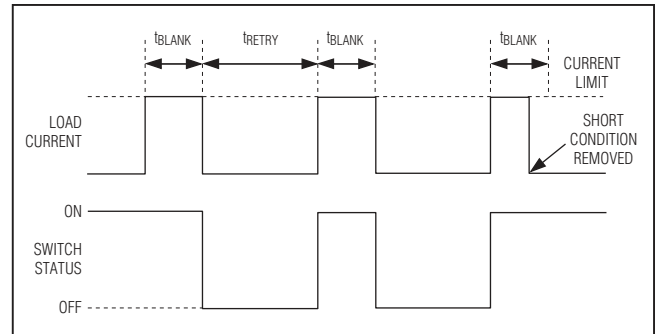 tBLANK tRETRY tBLANK tBLANK
CURRENT
LIMIT
LOAD
CURRENT
SHORT
CONDITION
REMOVED
ON
SWITCH
STATUS
OFF